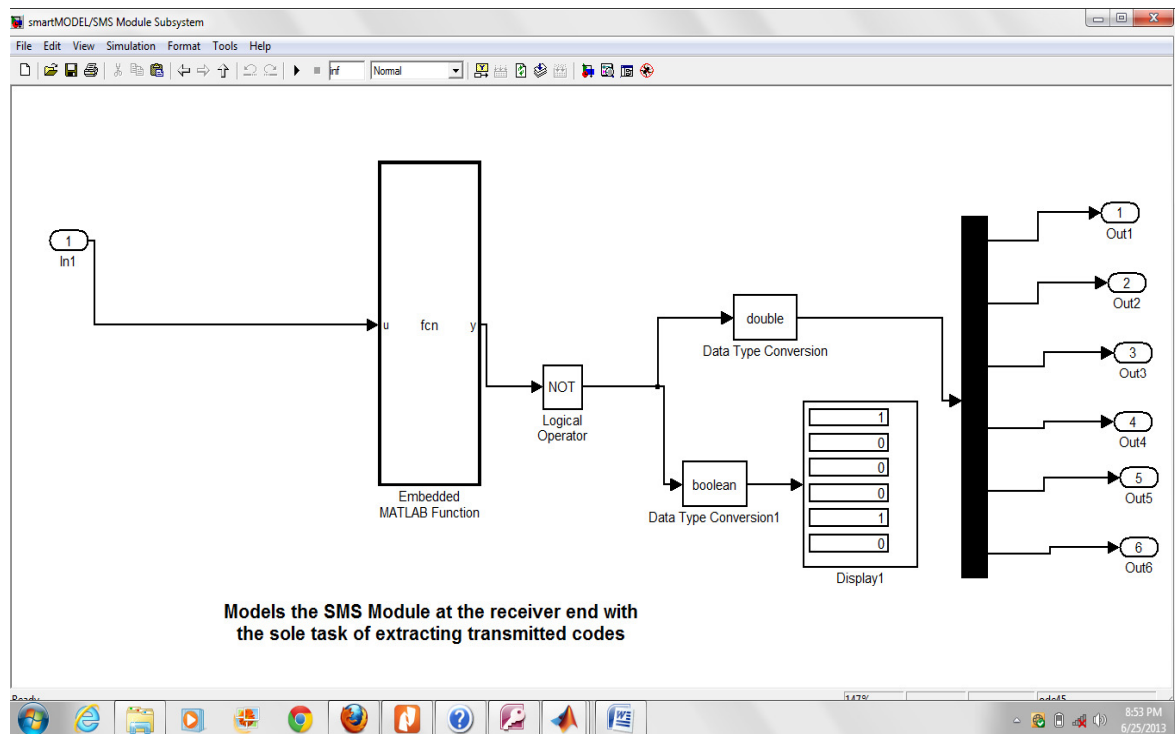 smartMODEL/SMS Module Subsystem
File Edit View Simulation Format Tools Help
inf Normal
1
In1
u fcn y
Embedded
MATLAB Function
NOT
Logical
Operator
double
Data Type Conversion
boolean
Data Type Conversion1
1
0
0
0
1
0
Display1
1
Out1
2
Out2
3
Out3
4
Out4
5
Out5
6
Out6
Models the SMS Module at the receiver end with
the sole task of extracting transmitted codes
Ready 147% ode45
8:53 PM
6/25/2013